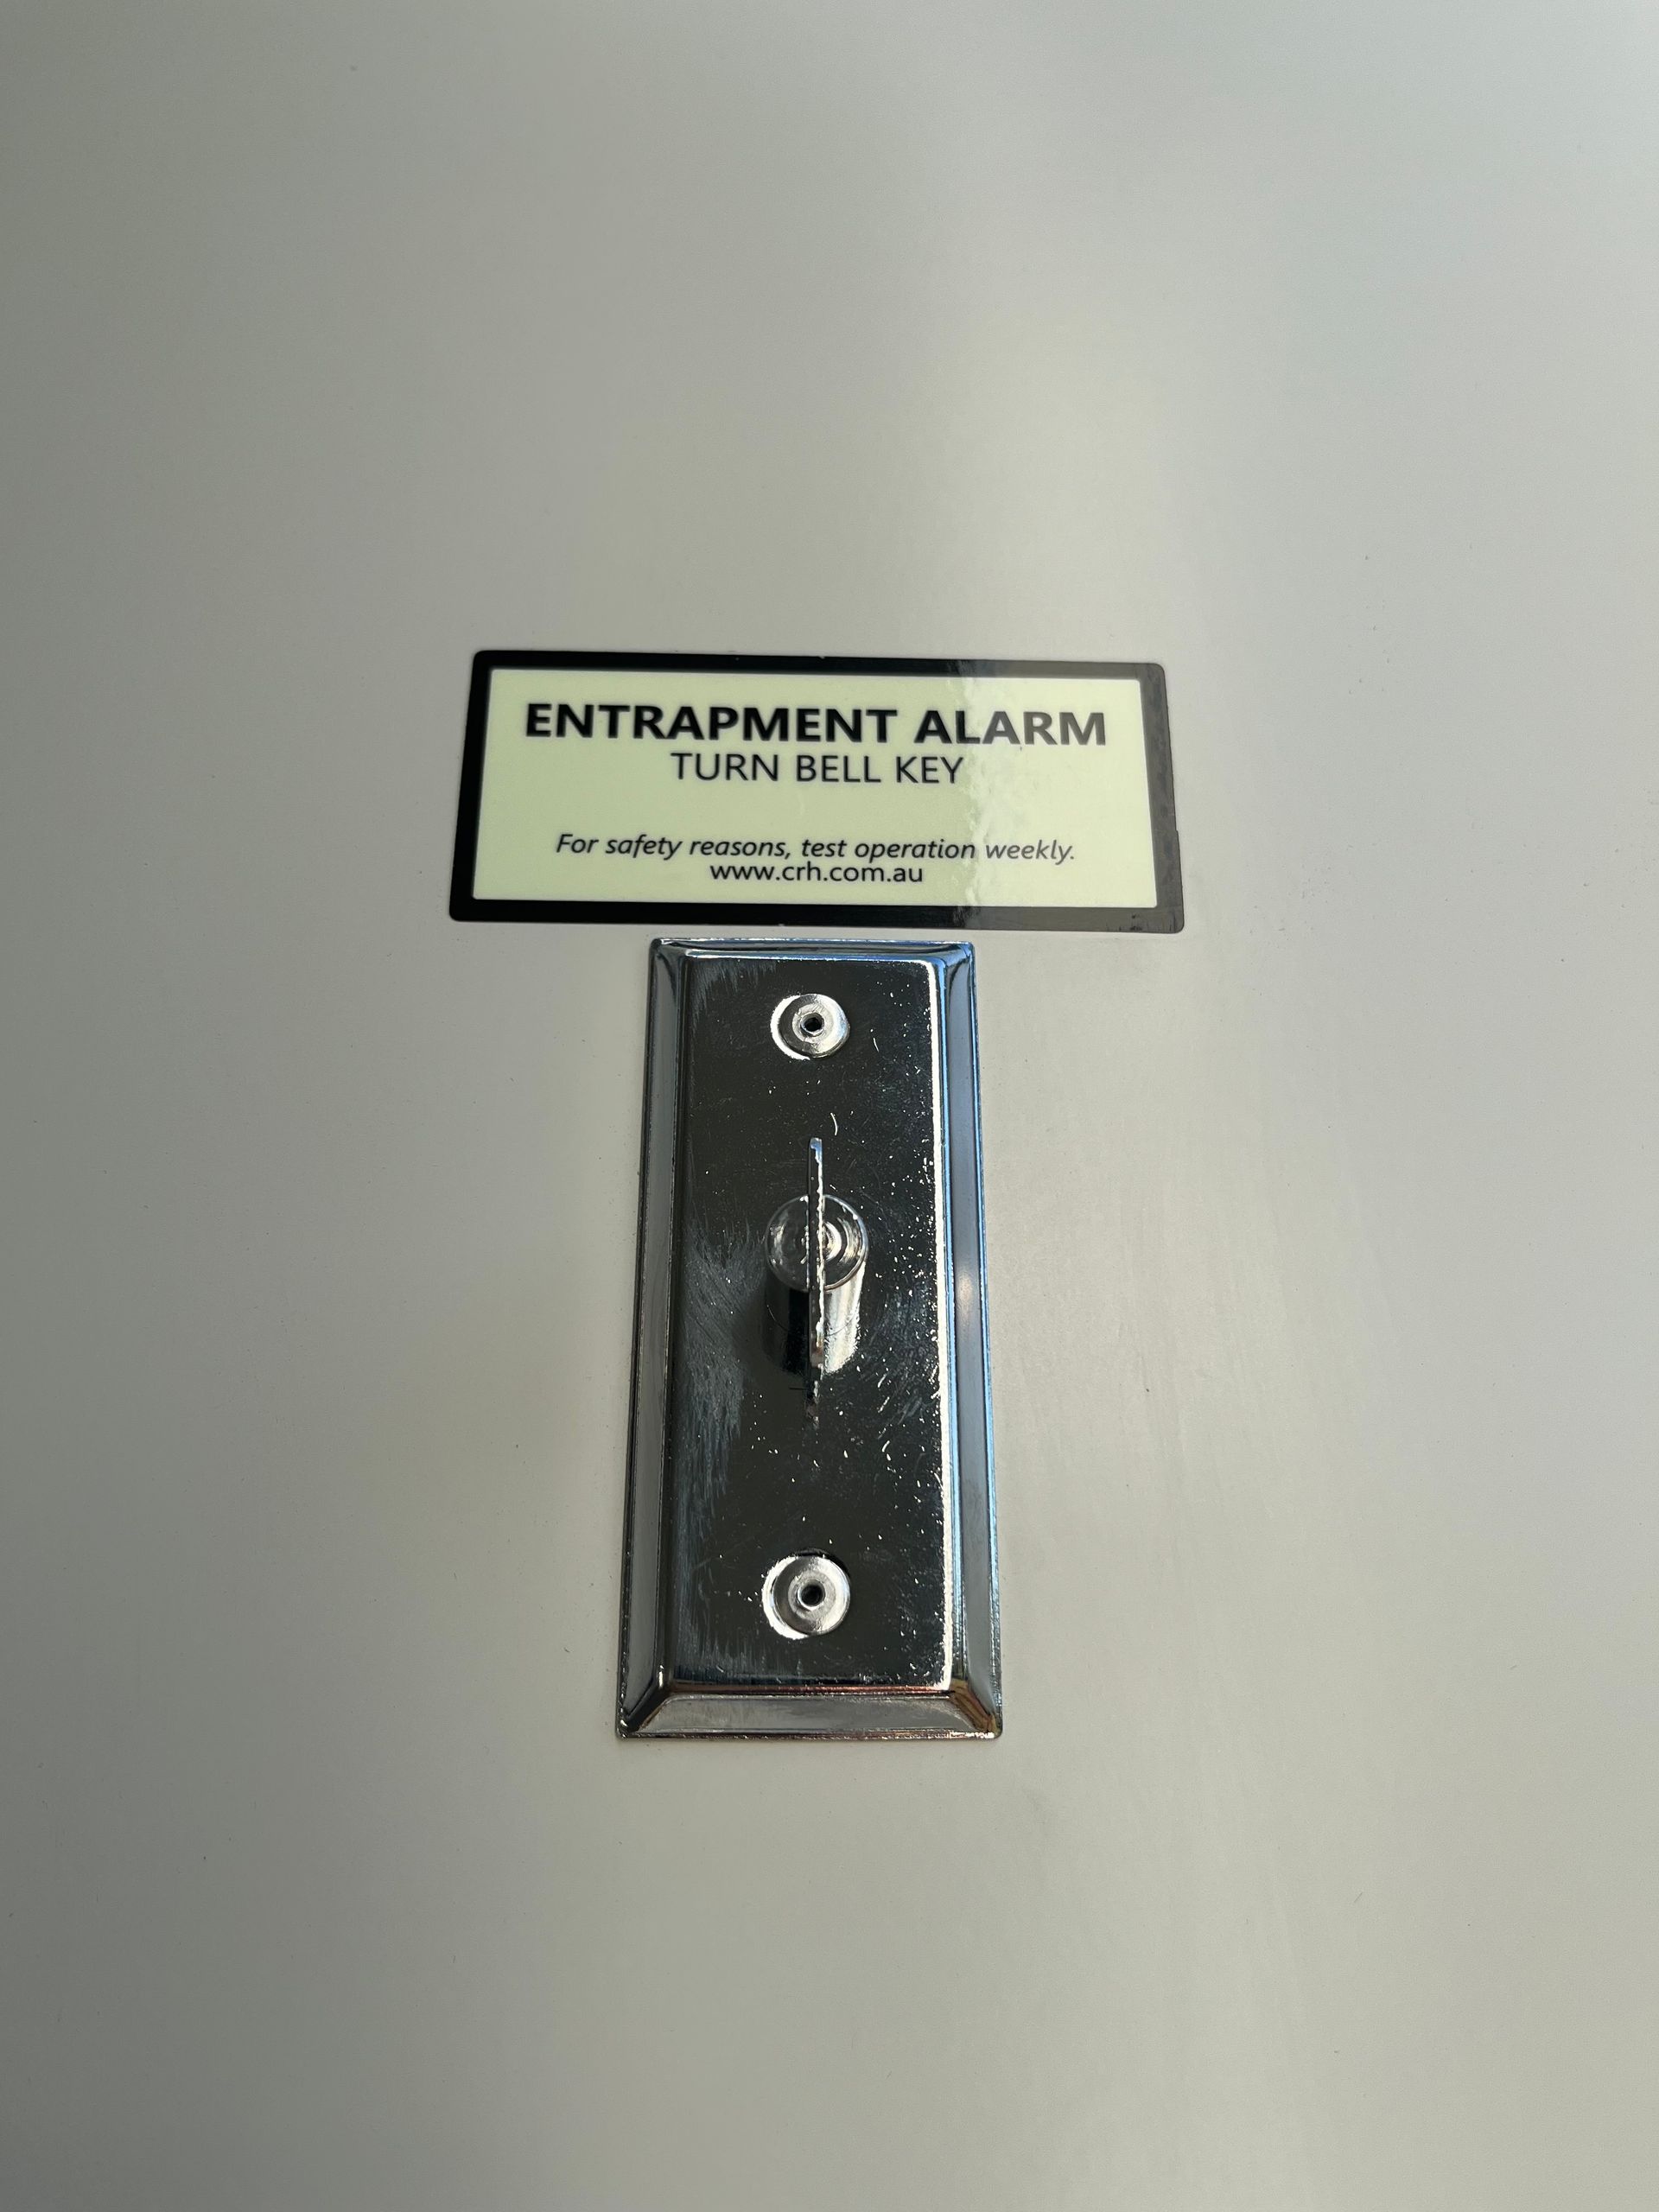 ENTRAPMENT ALARM
TURN BELL KEY
For safety reasons, test operation weekly.
www.crh.com.au